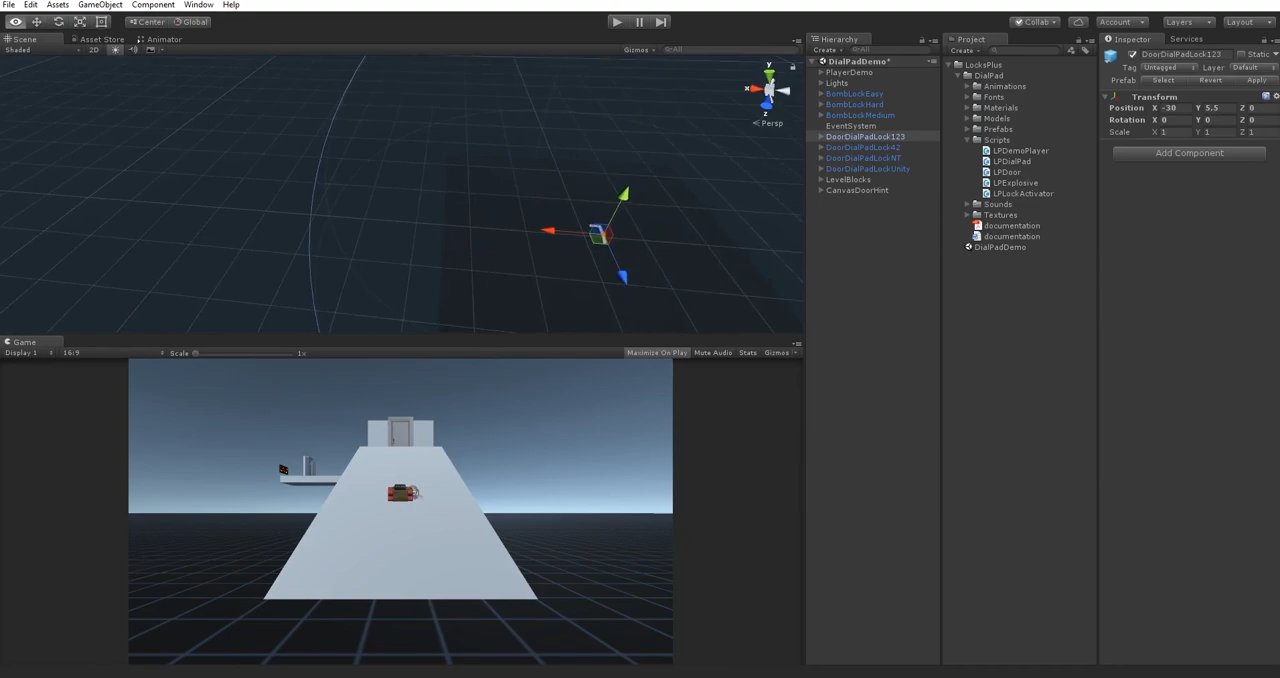 File Edit Assets GameObject Component Window Help
Center Global Collab Account Layers Layout
Scene Asset Store Animator
Shaded 2D Gizmos All
y
x
z
Persp
Game
Display 1 16:9 Scale 1x Maximize On Play Mute Audio Stats Gizmos
Hierarchy
Create All
DialPadDemo*
PlayerDemo
Lights
BombLockEasy
BombLockHard
BombLockMedium
EventSystem
DoorDialPadLock123
DoorDialPadLock42
DoorDialPadLockNT
DoorDialPadLockUnity
LevelBlocks
CanvasDoorHint
Project
Create
LocksPlus
DialPad
Animations
Fonts
Materials
Models
Prefabs
Scripts
LPDemoPlayer
LPDialPad
LPDoor
LPExplosive
LPLockActivator
Sounds
Textures
documentation
documentation
DialPadDemo
Inspector Services
DoorDialPadLock123 Static
Tag Untagged Layer Default
Prefab Select Revert Apply
Transform
Position X -30 Y 5.5 Z 0
Rotation X 0 Y 0 Z 0
Scale X 1 Y 1 Z 1
Add Component